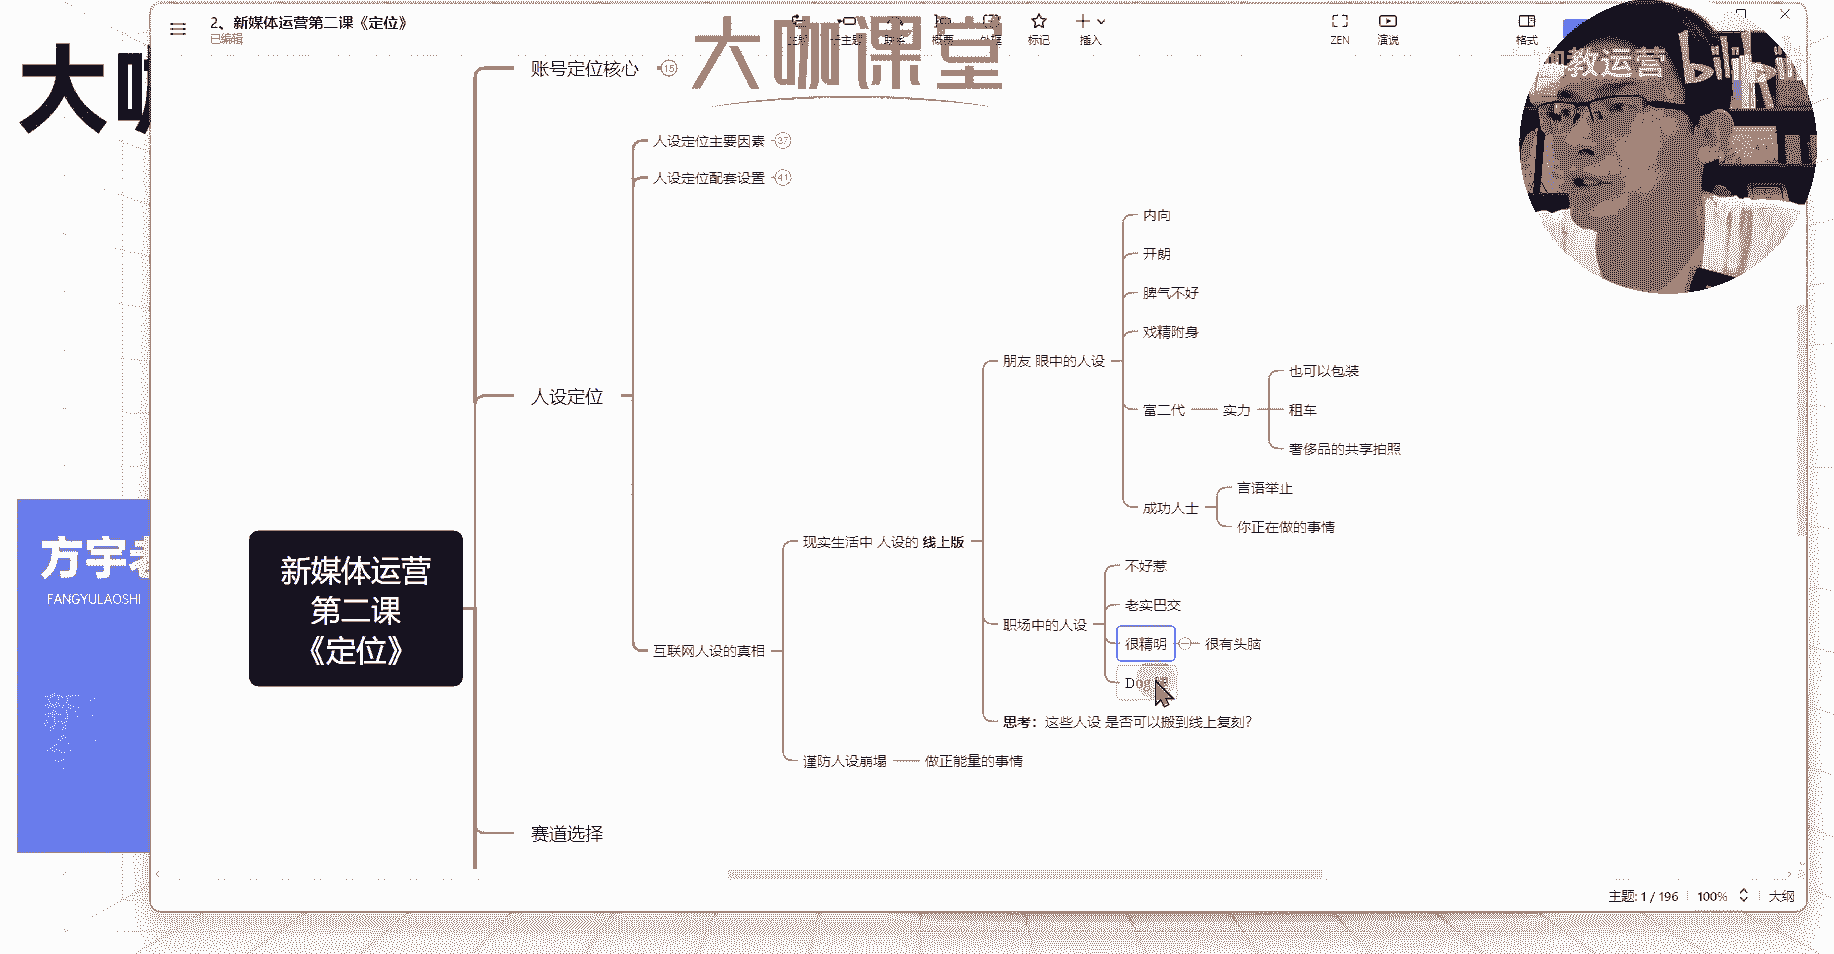 2、新媒体运营第二课《定位》
已编辑
子主题
概要
外框
标记
插入
ZEN
演说
格式
大咖课堂
教运营
bilibili
大咖
方宇老
FANGYULAOSHI
新媒体运营
第二课
《定位》
账号定位核心
15
人设定位
人设定位主要因素
37
人设定位配套设置
41
互联网人设的真相
现实生活中 人设的 线上版
朋友 眼中的人设
内向
开朗
脾气不好
戏精附身
富二代
实力
也可以包装
租车
奢侈品的共享拍照
成功人士
言语举止
你正在做的事情
职场中的人设
不好惹
老实巴交
很精明
很有头脑
Dog
思考：这些人设 是否可以搬到线上复刻？
谨防人设崩塌
做正能量的事情
赛道选择
主题: 1 / 196
100%
大纲